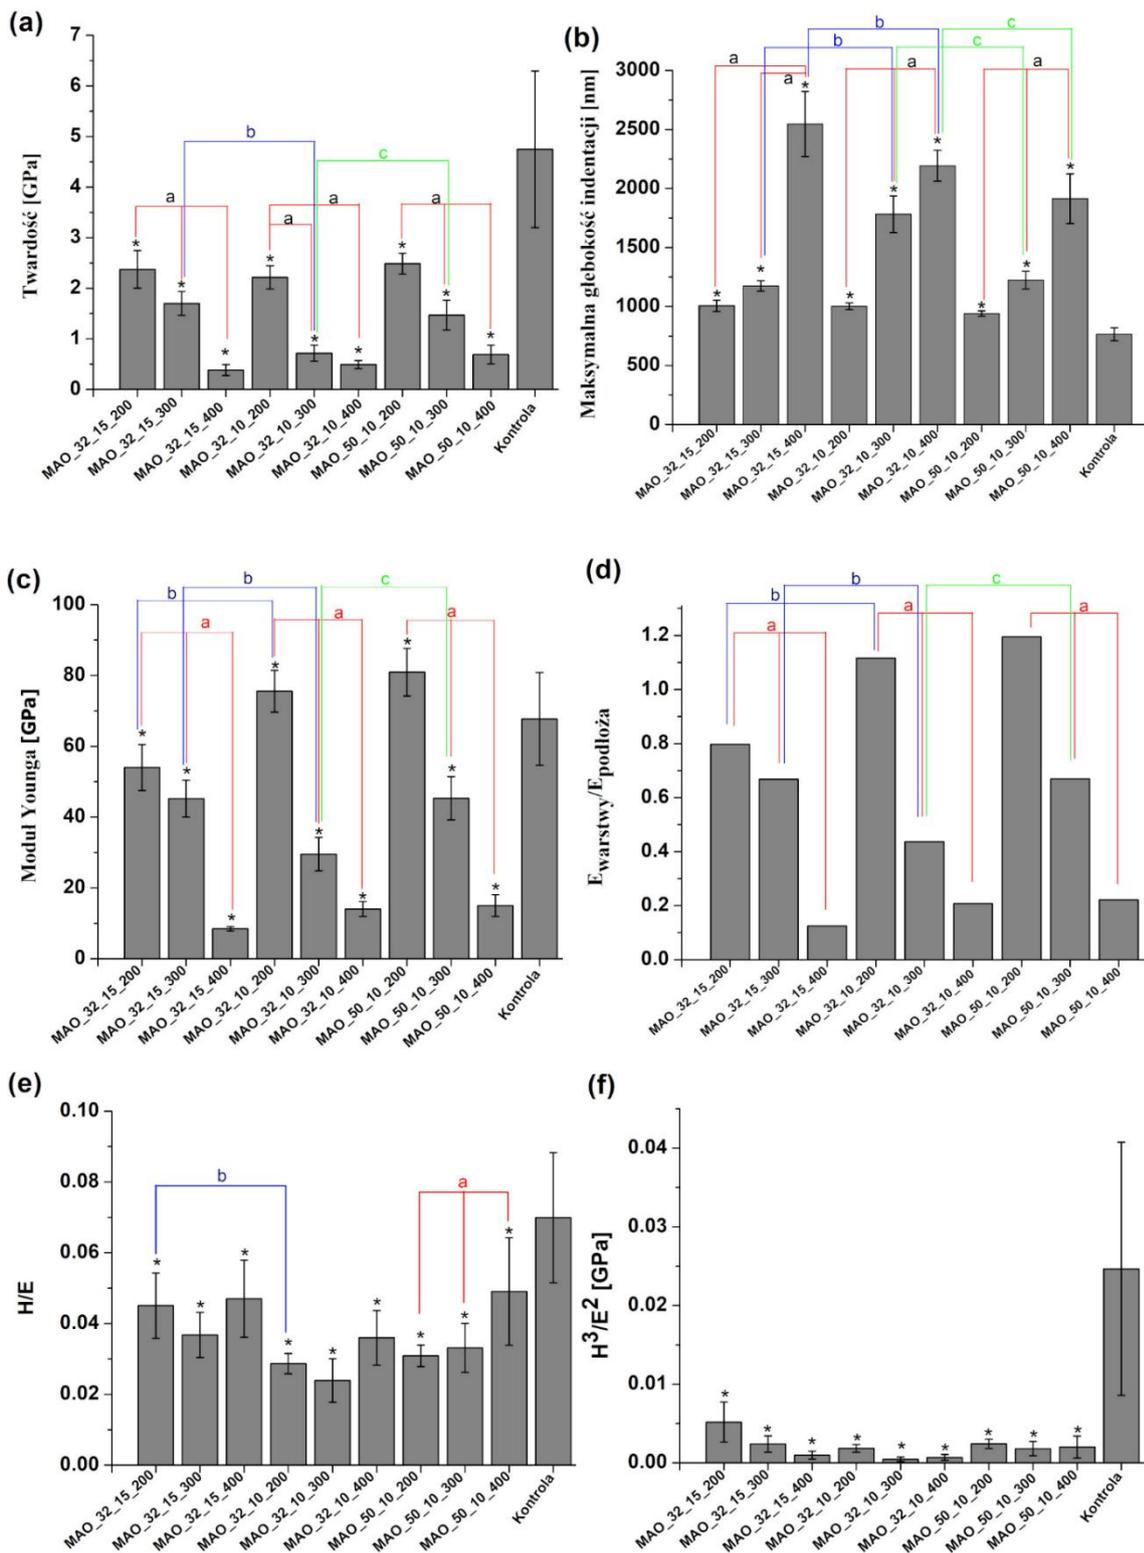 (a)
Twardość [GPa]
7
6
5
4
3
2
1
0
a
b
a
a
c
a
*
*
*
*
*
*
*
*
*
MAO_32_15_200
MAO_32_15_300
MAO_32_15_400
MAO_32_10_200
MAO_32_10_300
MAO_32_10_400
MAO_50_10_200
MAO_50_10_300
MAO_50_10_400
Kontrola
(b)
Maksymalna głebokość indentacji [nm]
3000
2500
2000
1500
1000
500
0
b
c
b
c
a
a
a
a
*
*
*
*
*
*
*
*
*
MAO_32_15_200
MAO_32_15_300
MAO_32_15_400
MAO_32_10_200
MAO_32_10_300
MAO_32_10_400
MAO_50_10_200
MAO_50_10_300
MAO_50_10_400
Kontrola
(c)
Moduł Younga [GPa]
100
80
60
40
20
0
b
b
c
a
a
a
*
*
*
*
*
*
*
*
*
MAO_32_15_200
MAO_32_15_300
MAO_32_15_400
MAO_32_10_200
MAO_32_10_300
MAO_32_10_400
MAO_50_10_200
MAO_50_10_300
MAO_50_10_400
Kontrola
(d)
Ewarstwy/Epodłoża
1.2
1.0
0.8
0.6
0.4
0.2
0.0
b
b
c
a
a
a
MAO_32_15_200
MAO_32_15_300
MAO_32_15_400
MAO_32_10_200
MAO_32_10_300
MAO_32_10_400
MAO_50_10_200
MAO_50_10_300
MAO_50_10_400
(e)
H/E
0.10
0.08
0.06
0.04
0.02
0.00
b
a
*
*
*
*
*
*
*
*
*
MAO_32_15_200
MAO_32_15_300
MAO_32_15_400
MAO_32_10_200
MAO_32_10_300
MAO_32_10_400
MAO_50_10_200
MAO_50_10_300
MAO_50_10_400
Kontrola
(f)
H³/E² [GPa]
0.04
0.03
0.02
0.01
0.00
*
*
*
*
*
*
*
*
*
MAO_32_15_200
MAO_32_15_300
MAO_32_15_400
MAO_32_10_200
MAO_32_10_300
MAO_32_10_400
MAO_50_10_200
MAO_50_10_300
MAO_50_10_400
Kontrola